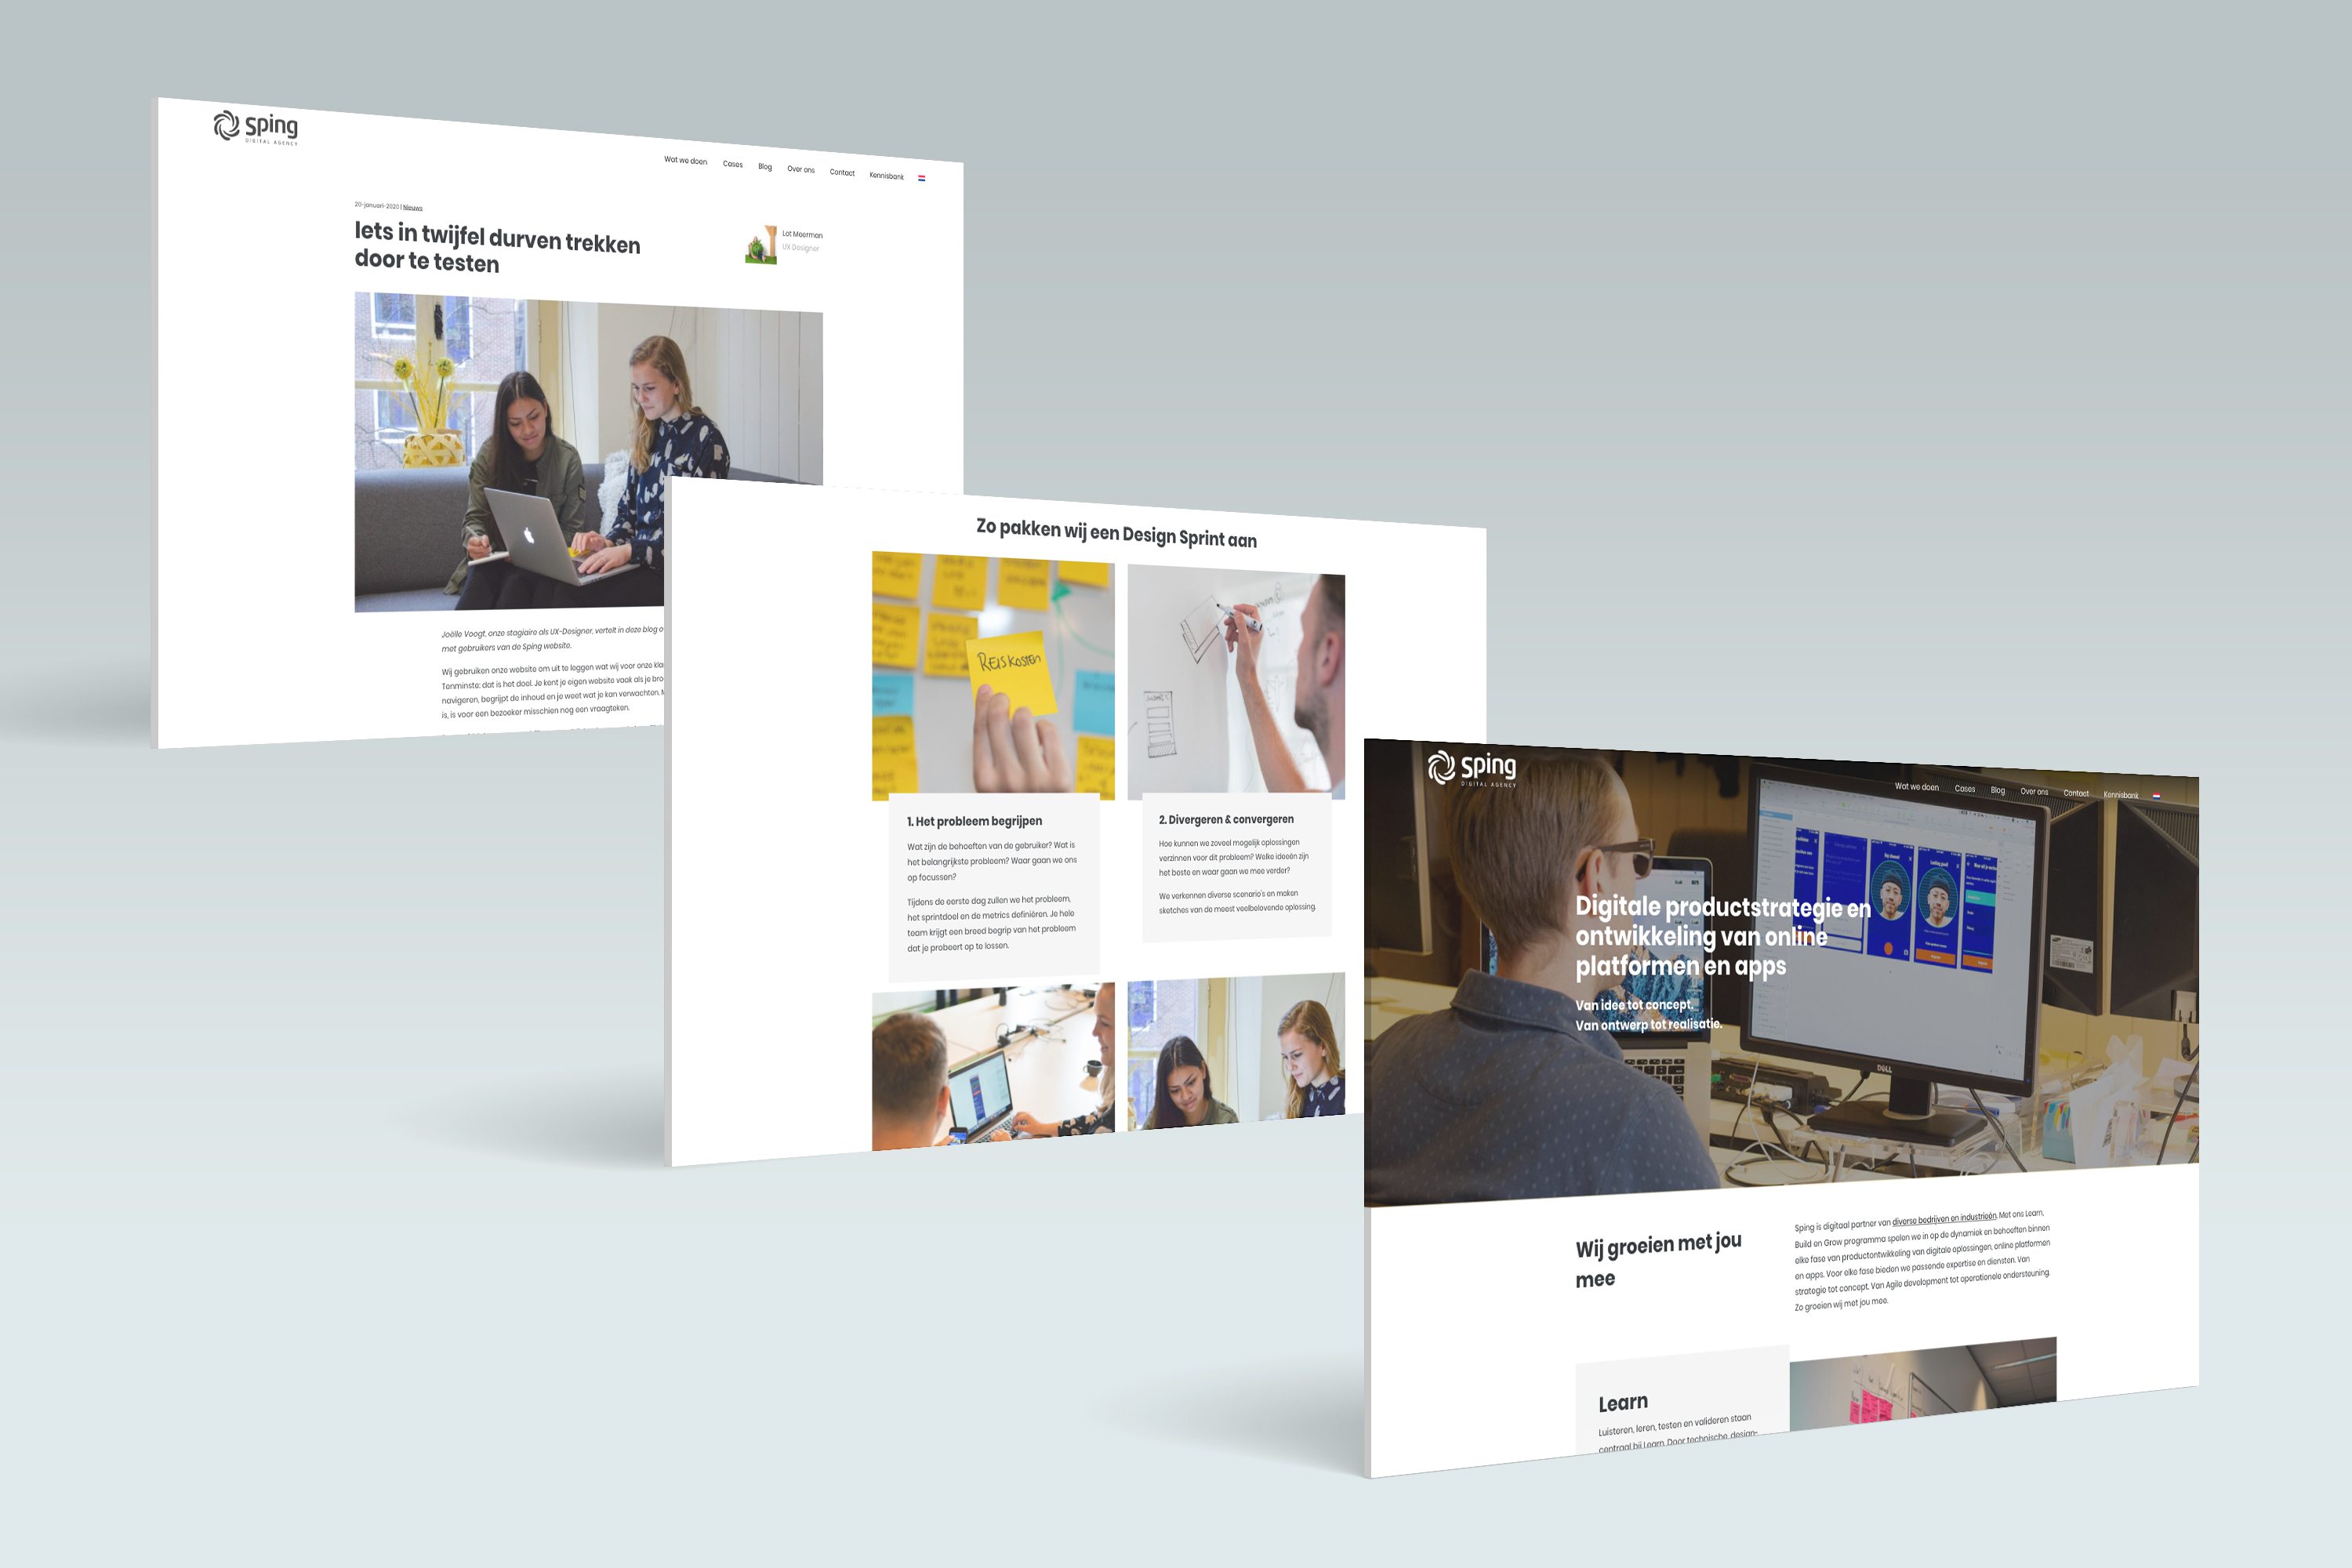 Sping
DIGITAL AGENCY
Wat we doen Cases Blog Over ons Contact Kennisbank
20-januari-2020 | Nieuws
Iets in twijfel durven trekken
door te testen
Lot Meerman
UX Designer
Joëlle Voogt, onze stagiaire als UX-Designer, vertelt in deze blog
met gebruikers van de Sping website.
Wij gebruiken onze website om uit te leggen wat wij voor onze
Tenminste: dat is het doel. Je kent je eigen website vaak als je
navigeren, begrijpt de inhoud en je weet wat je kan verwachten.
is, is voor een bezoeker misschien nog een vraagteken.
Zo pakken wij een Design Sprint aan
REISKOSTEN
1. Het probleem begrijpen
Wat zijn de behoeften van de gebruiker? Wat is
het belangrijkste probleem? Waar gaan we ons
op focussen?
Tijdens de eerste dag zullen we het probleem,
het sprintdoel en de metrics definiëren. Je hele
team krijgt een breed begrip van het probleem
dat je probeert op te lossen.
2. Divergeren & convergeren
Hoe kunnen we zoveel mogelijk oplossingen
verzinnen voor dit probleem? Welke ideeën zijn
het beste en waar gaan we mee verder?
We verkennen diverse scenario's en maken
sketches van de meest veelbelovende oplossing.
Sping
DIGITAL AGENCY
Wat we doen Cases Blog Over ons Contact Kennisbank
Digitale productstrategie en
ontwikkeling van online
platformen en apps
Van idee tot concept.
Van ontwerp tot realisatie.
DELL
Wij groeien met jou
mee
Sping is digitaal partner van diverse bedrijven en industrieën. Met ons Learn,
Build en Grow programma spelen we in op de dynamiek en behoeften binnen
elke fase van productontwikkeling van digitale oplossingen, online platformen
en apps. Voor elke fase bieden we passende expertise en diensten. Van
strategie tot concept. Van Agile development tot operationele ondersteuning.
Zo groeien wij met jou mee.
Learn
Luisteren, leren, testen en valideren staan
centraal bij Learn. Door technische, design-